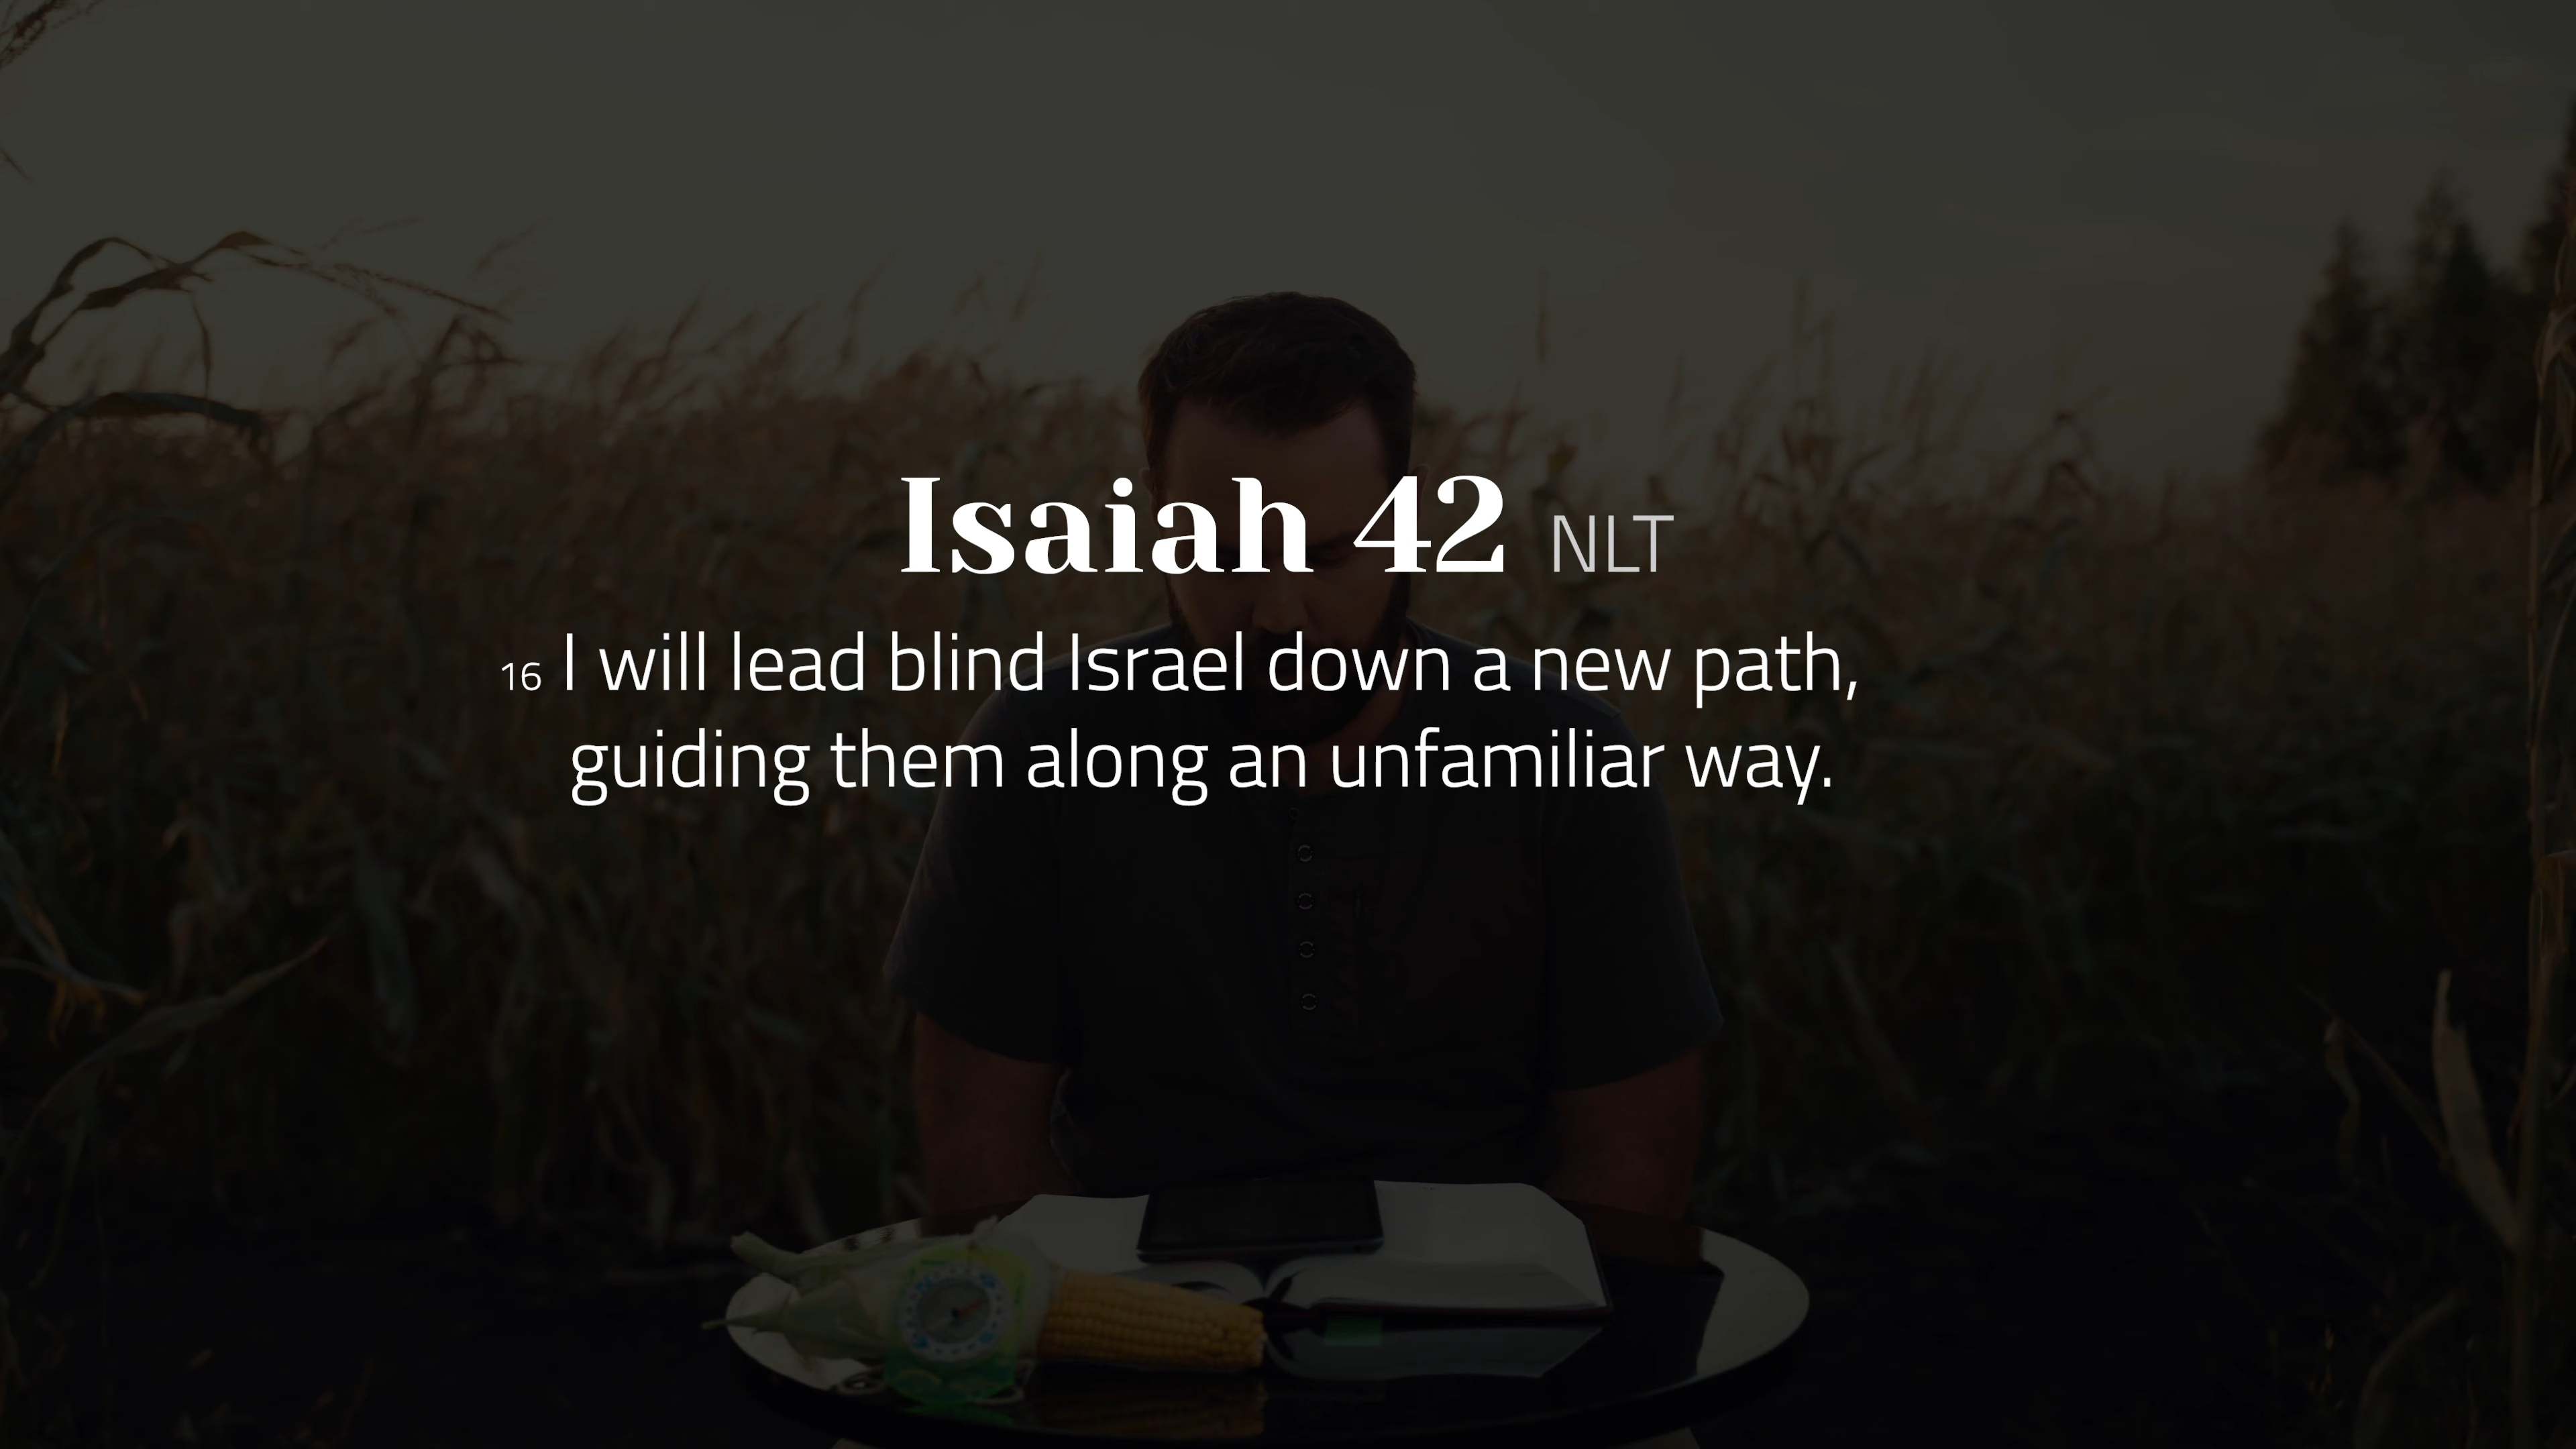 Isaiah 42 NLT
16 I will lead blind Israel down a new path,
guiding them along an unfamiliar way.